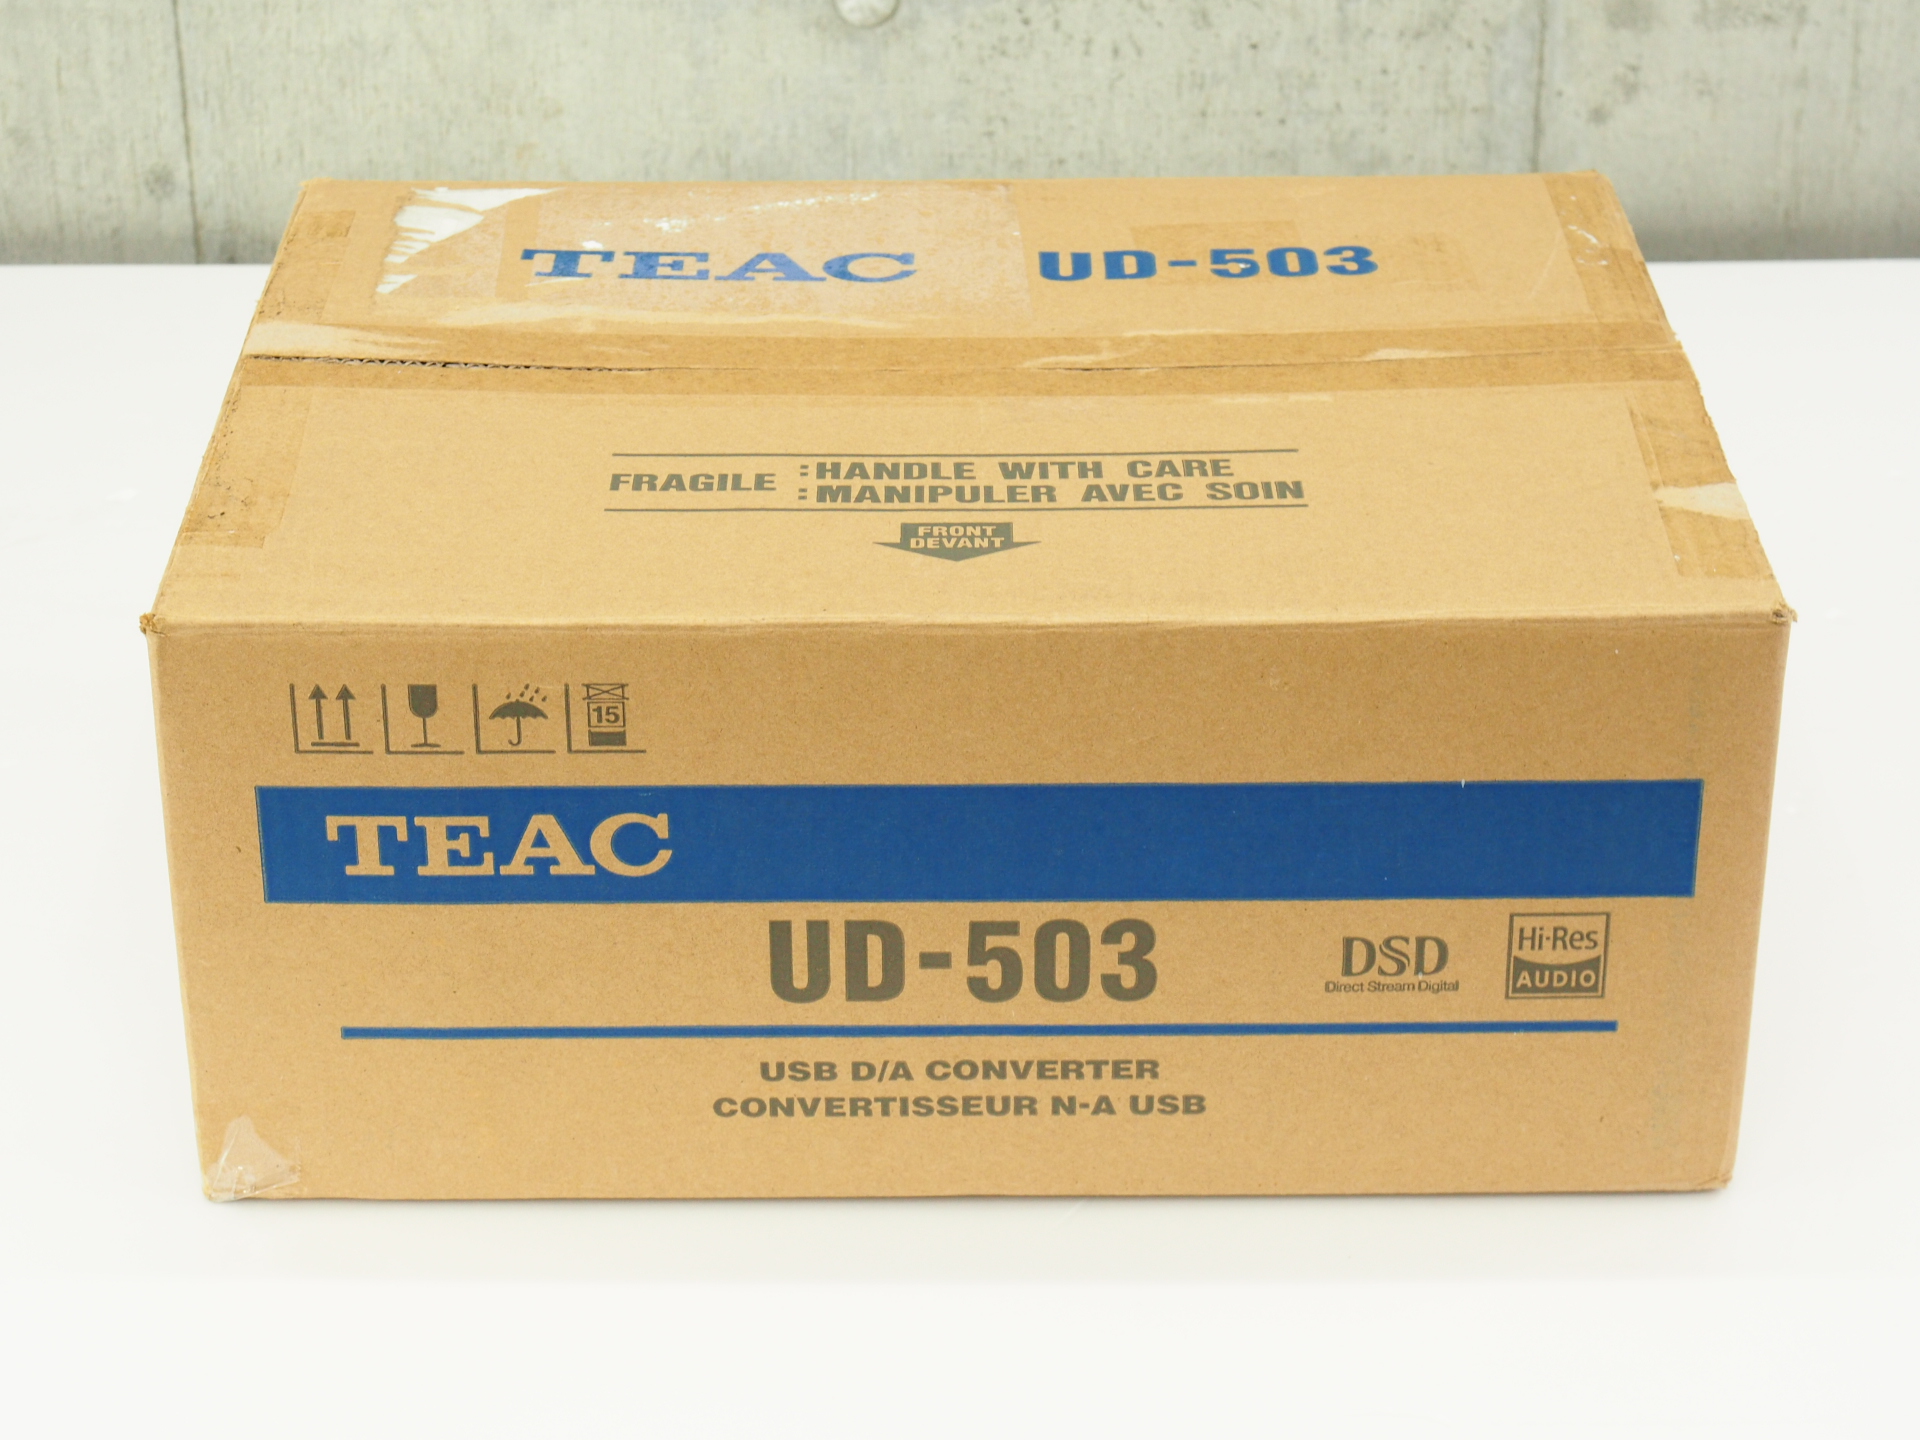 TEAC UD-503
FRAGILE :HANDLE WITH CARE
:MANIPULER AVEC SOIN
FRONT
DEVANT
15
TEAC
UD-503
DSD
Direct Stream Digital
Hi-Res
AUDIO
USB D/A CONVERTER
CONVERTISSEUR N-A USB